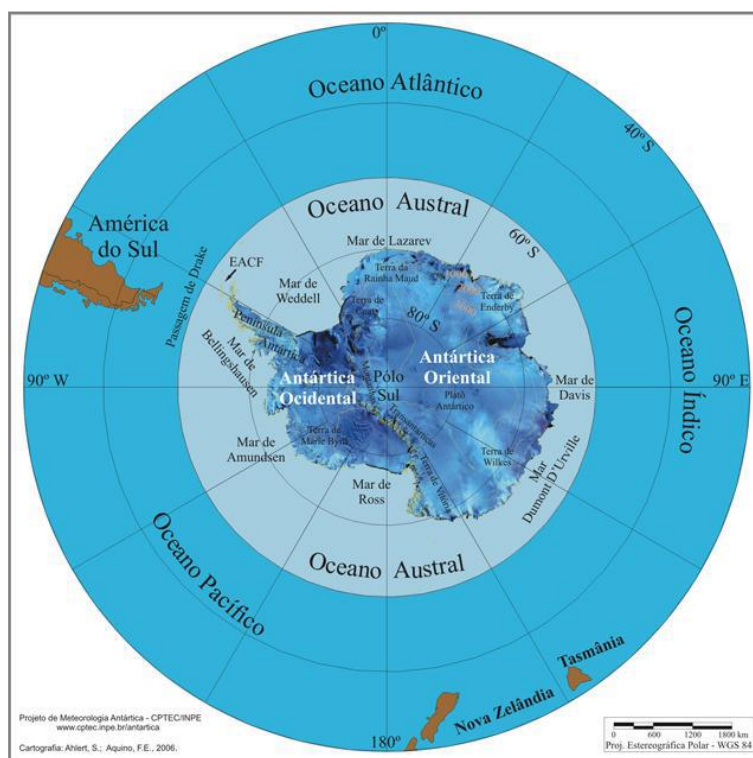 0º
Oceano Atlântico
40º S
Oceano Austral
60º S
América
do Sul
EACF
Mar de Lazarev
Passagem de Drake
Mar de
Weddell
Terra da
Rainha Maud
Terra de
Enderby
80º S
Península
Antártica
Mar de
Bellingshausen
Antártica
Ocidental
Pólo
Sul
Antártica
Oriental
Platô
Antártico
90º W
90º E
Mar de
Davis
Oceano Índico
Transantárticas
Terra de
Marie Byrd
Mar de
Amundsen
Mar de
Ross
Terra de Vitória
Terra de
Wilkes
Mar
Dumont D'Urville
Oceano Austral
Oceano Pacífico
Tasmânia
Nova Zelândia
180º
Projeto de Meteorologia Antártica - CPTEC/INPE
www.cptec.inpe.br/antartica
Cartografia: Ahlert, S.; Aquino, F.E., 2006.
0 600 1200 1800 km
Proj. Estereográfica Polar - WGS 84